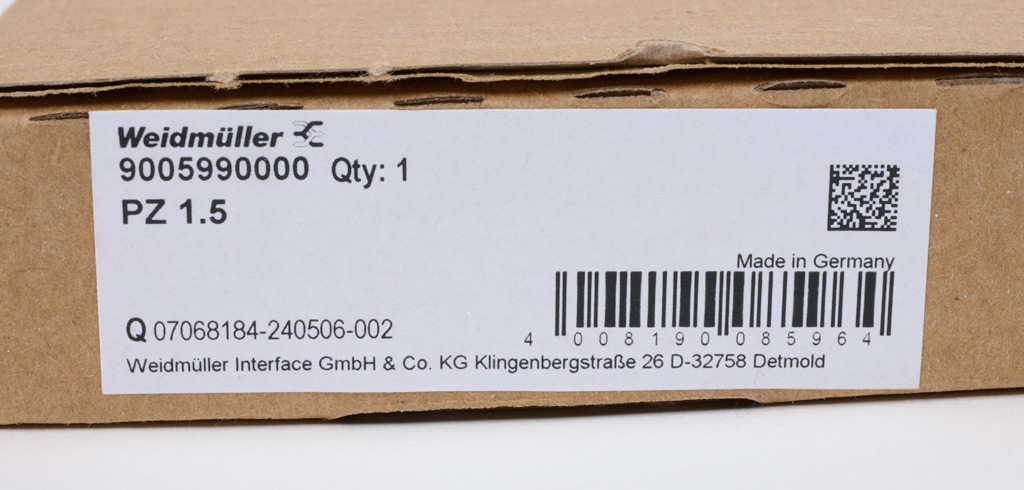 Weidmüller
9005990000 Qty: 1
PZ 1.5
Made in Germany
4 008190 085964
Q 07068184-240506-002
Weidmüller Interface GmbH & Co. KG Klingenbergstraße 26 D-32758 Detmold